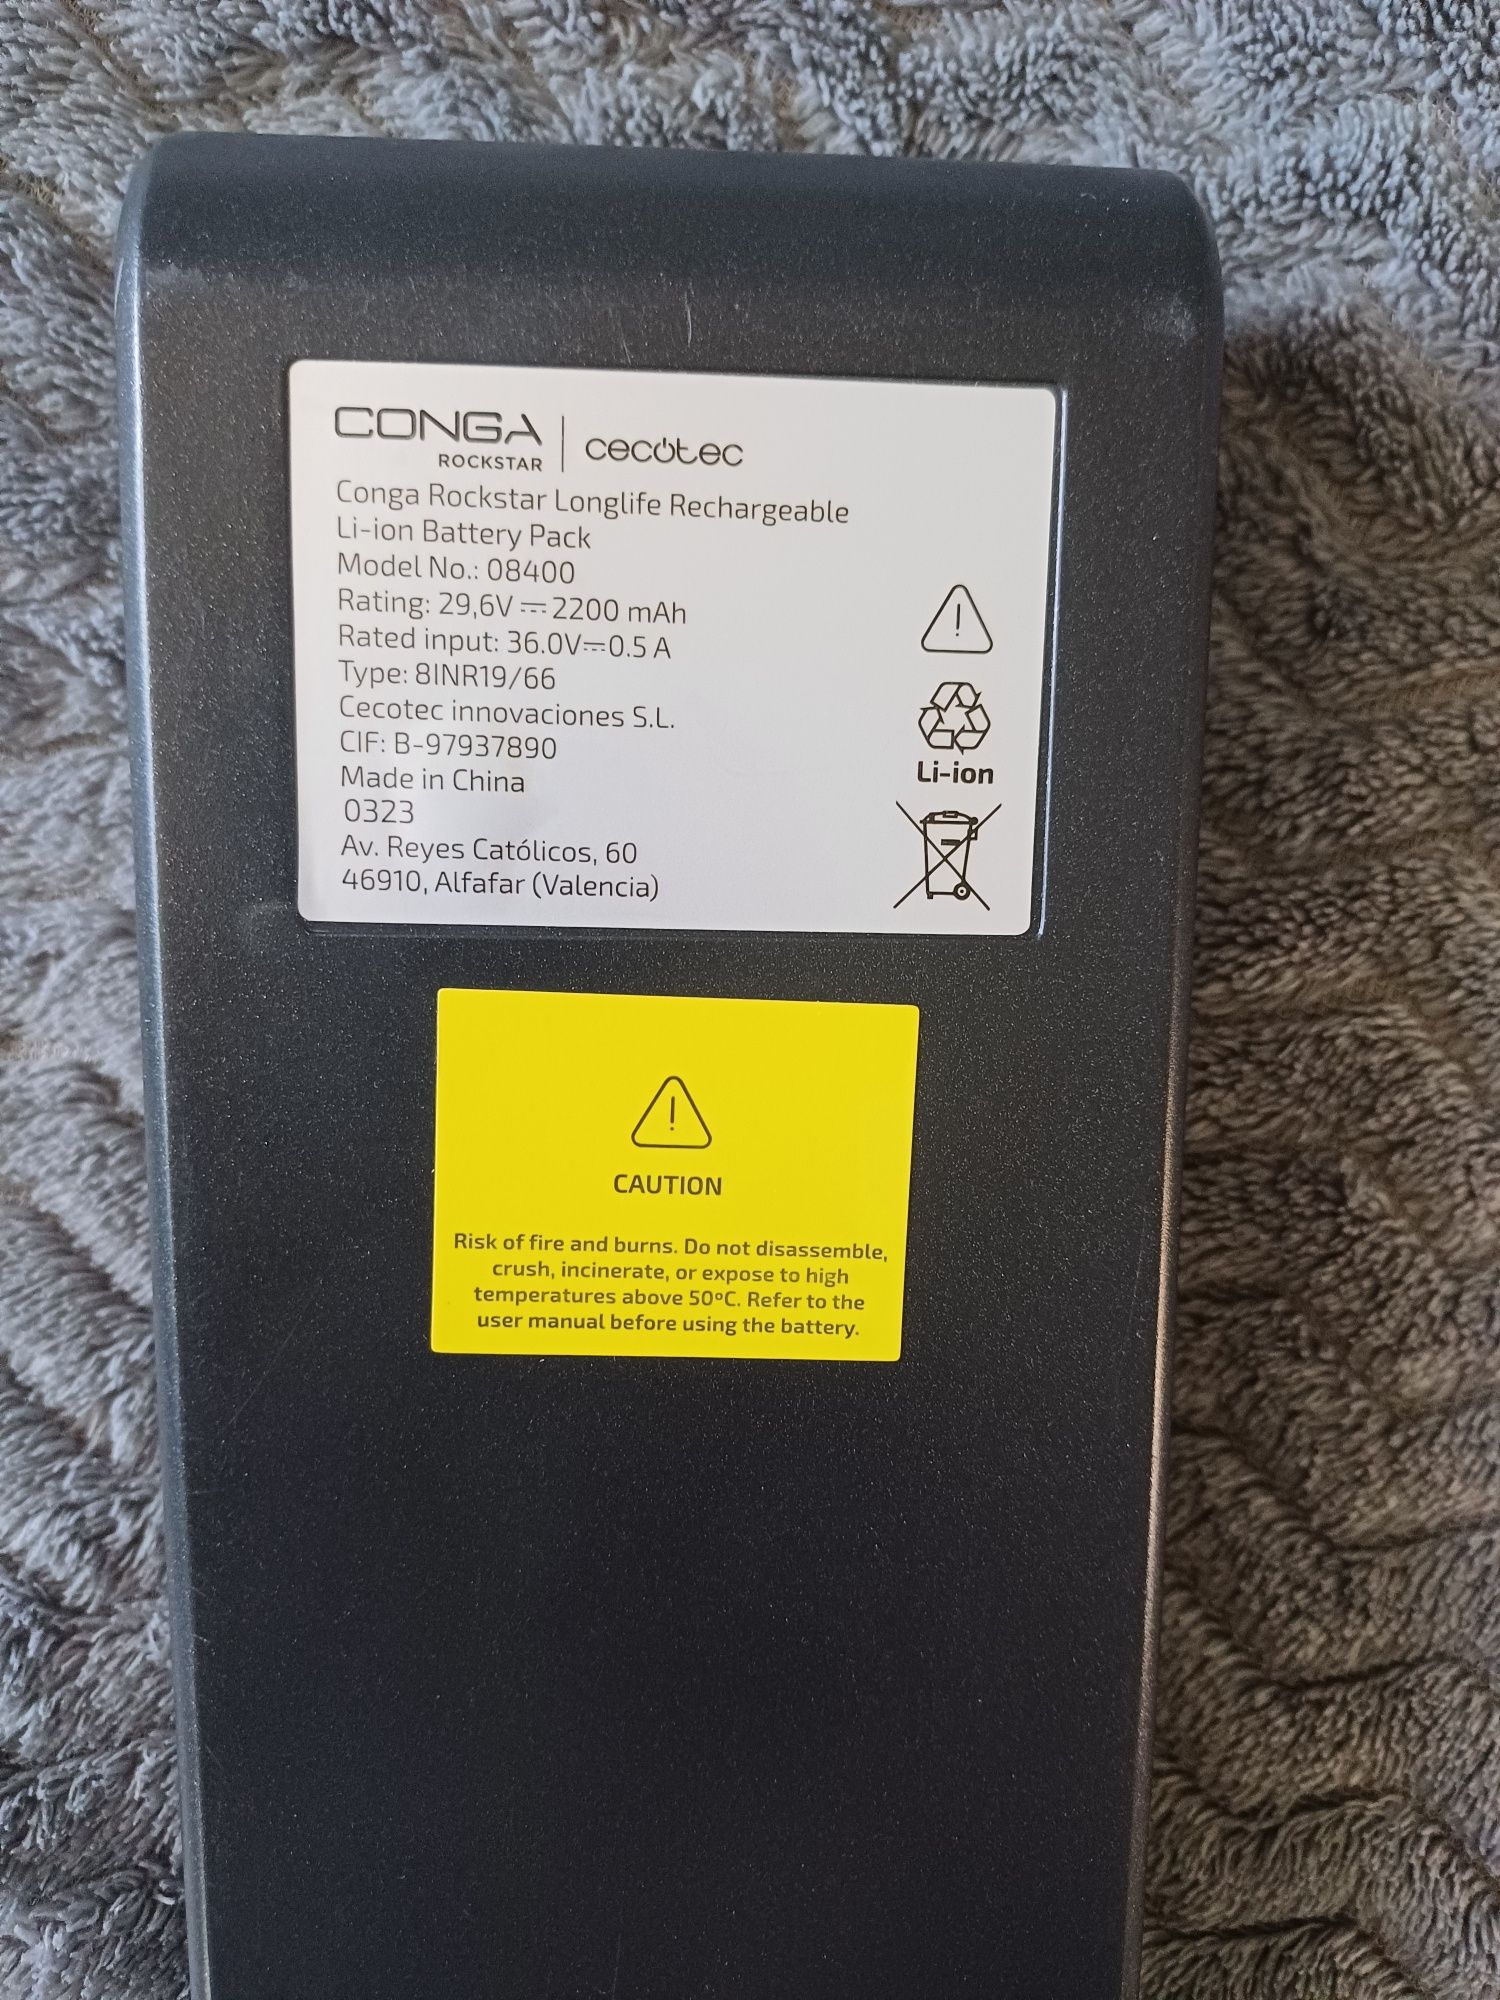 CONGA
ROCKSTAR
cecotec
Conga Rockstar Longlife Rechargeable
Li-ion Battery Pack
Model No.: 08400
Rating: 29,6V ⎓ 2200 mAh
Rated input: 36.0V⎓0.5 A
Type: 8INR19/66
Cecotec innovaciones S.L.
CIF: B-97937890
Made in China
0323
Av. Reyes Católicos, 60
46910, Alfafar (Valencia)
Li-ion
CAUTION
Risk of fire and burns. Do not disassemble,
crush, incinerate, or expose to high
temperatures above 50ºC. Refer to the
user manual before using the battery.